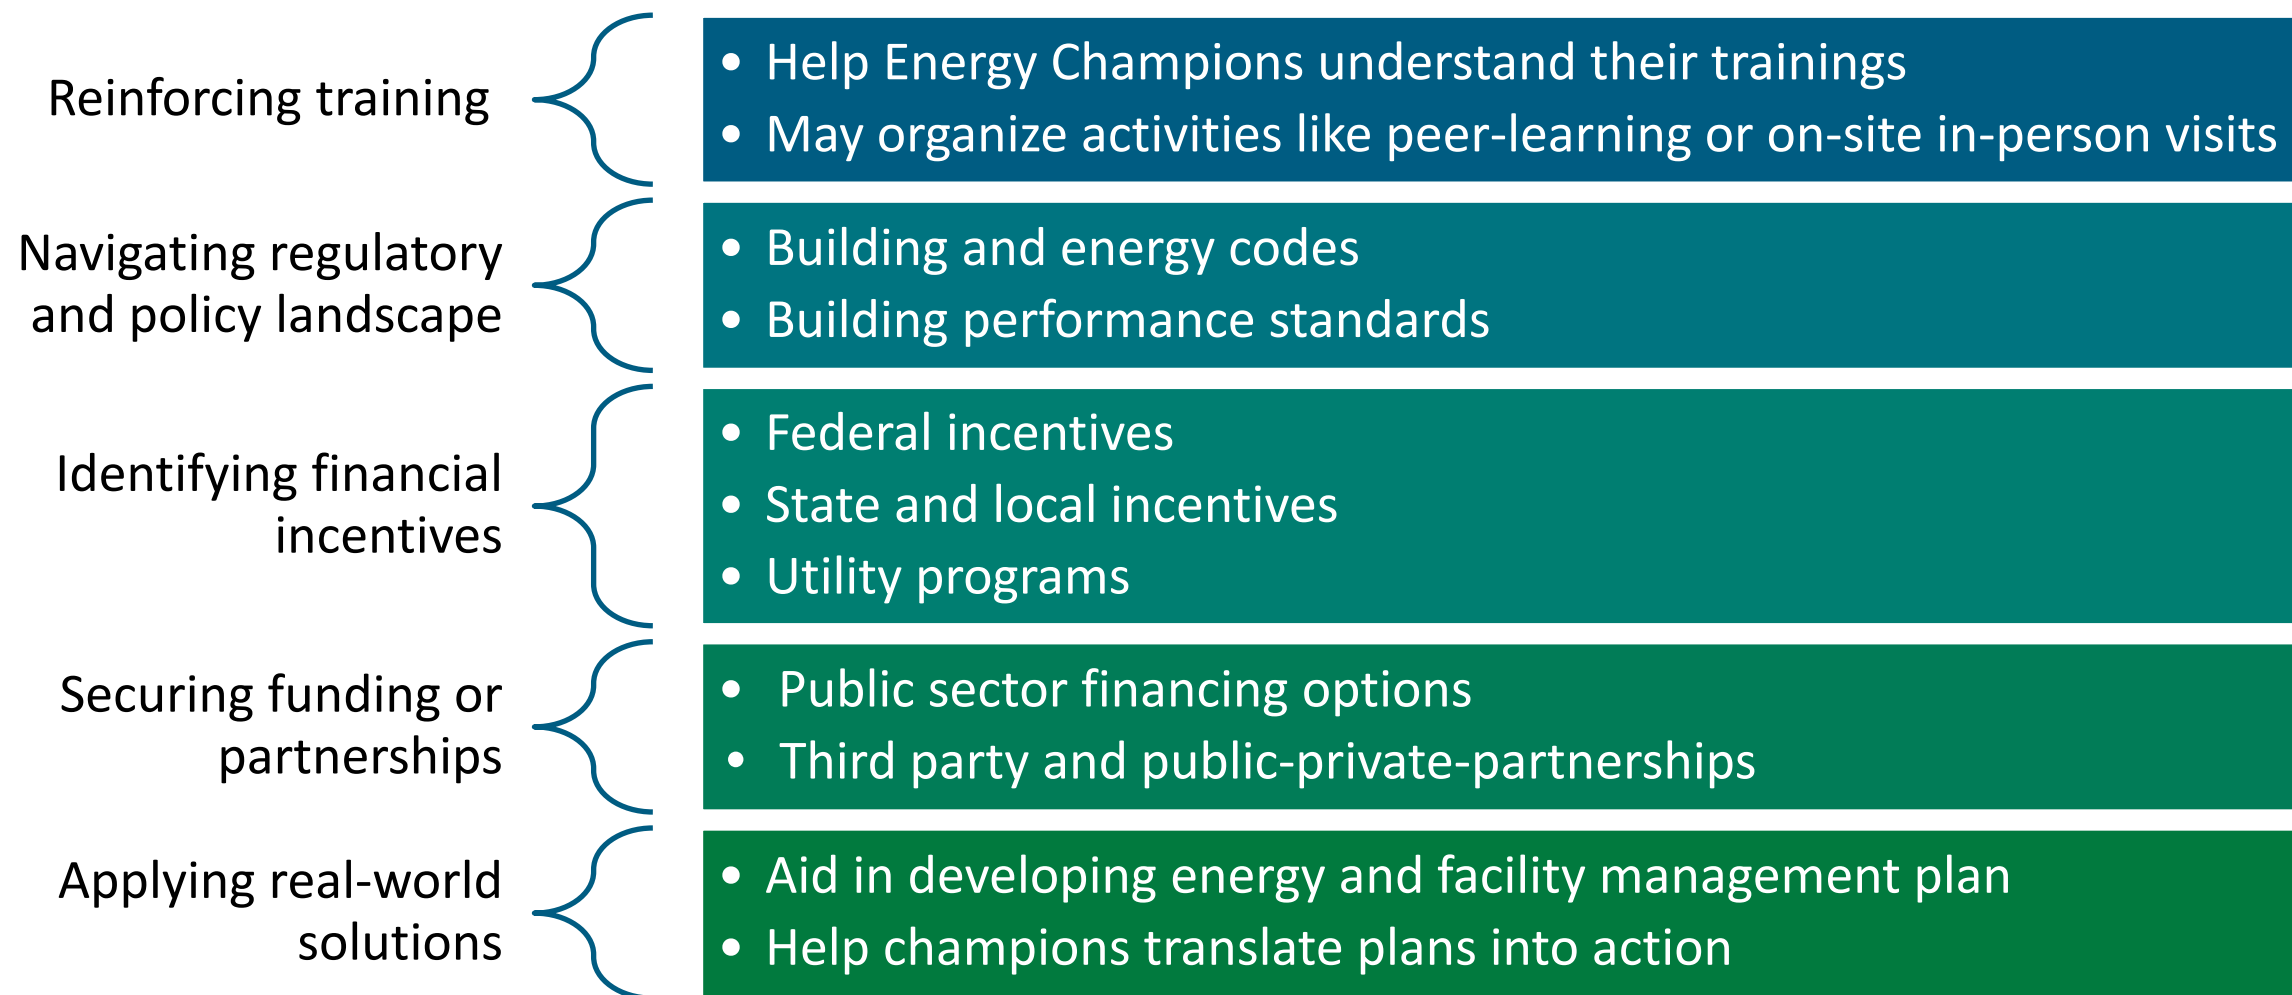 Reinforcing training
• Help Energy Champions understand their trainings
• May organize activities like peer-learning or on-site in-person visits
Navigating regulatory
and policy landscape
• Building and energy codes
• Building performance standards
Identifying financial
incentives
• Federal incentives
• State and local incentives
• Utility programs
Securing funding or
partnerships
• Public sector financing options
• Third party and public-private-partnerships
Applying real-world
solutions
• Aid in developing energy and facility management plan
• Help champions translate plans into action